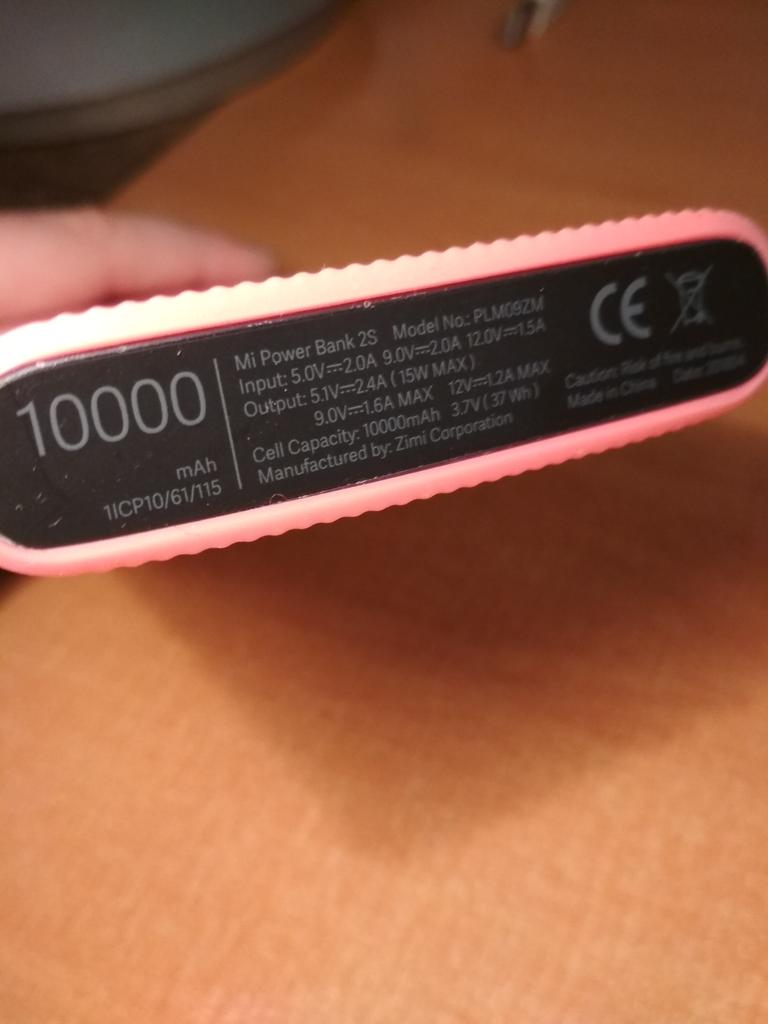 10000
mAh
1ICP10/61/115
Mi Power Bank 2S Model No.: PLM09ZM
Input: 5.0V⎓2.0A 9.0V⎓2.0A 12.0V⎓1.5A
Output: 5.1V⎓2.4A ( 15W MAX )
9.0V⎓1.6A MAX 12V⎓1.2A MAX
Cell Capacity: 10000mAh 3.7V ( 37 Wh )
Manufactured by: Zimi Corporation
CE
Caution: Risk of fire and burns.
Made in China Date: